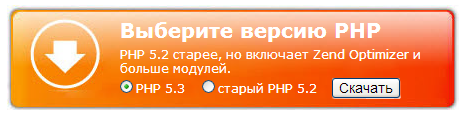 Выберите версию PHP
PHP 5.2 старее, но включает Zend Optimizer и
больше модулей.
PHP 5.3 старый PHP 5.2 Скачать